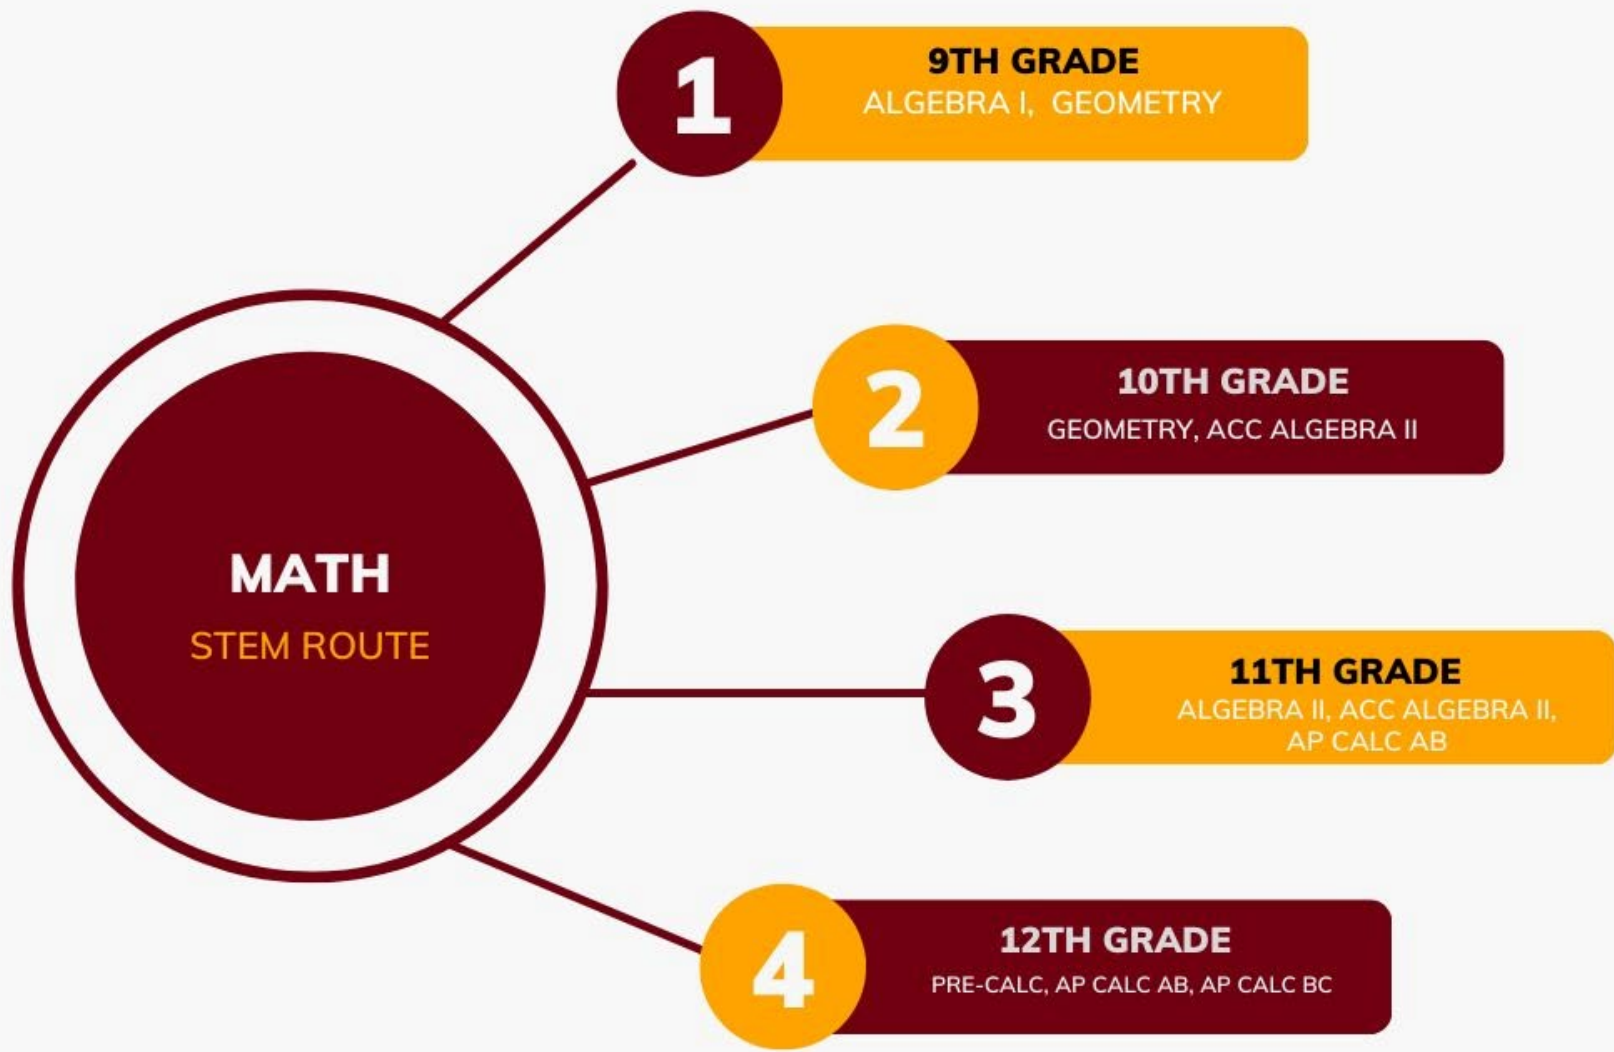 1
9TH GRADE
ALGEBRA I, GEOMETRY
2
10TH GRADE
GEOMETRY, ACC ALGEBRA II
MATH
STEM ROUTE
3
11TH GRADE
ALGEBRA II, ACC ALGEBRA II,
AP CALC AB
4
12TH GRADE
PRE-CALC, AP CALC AB, AP CALC BC